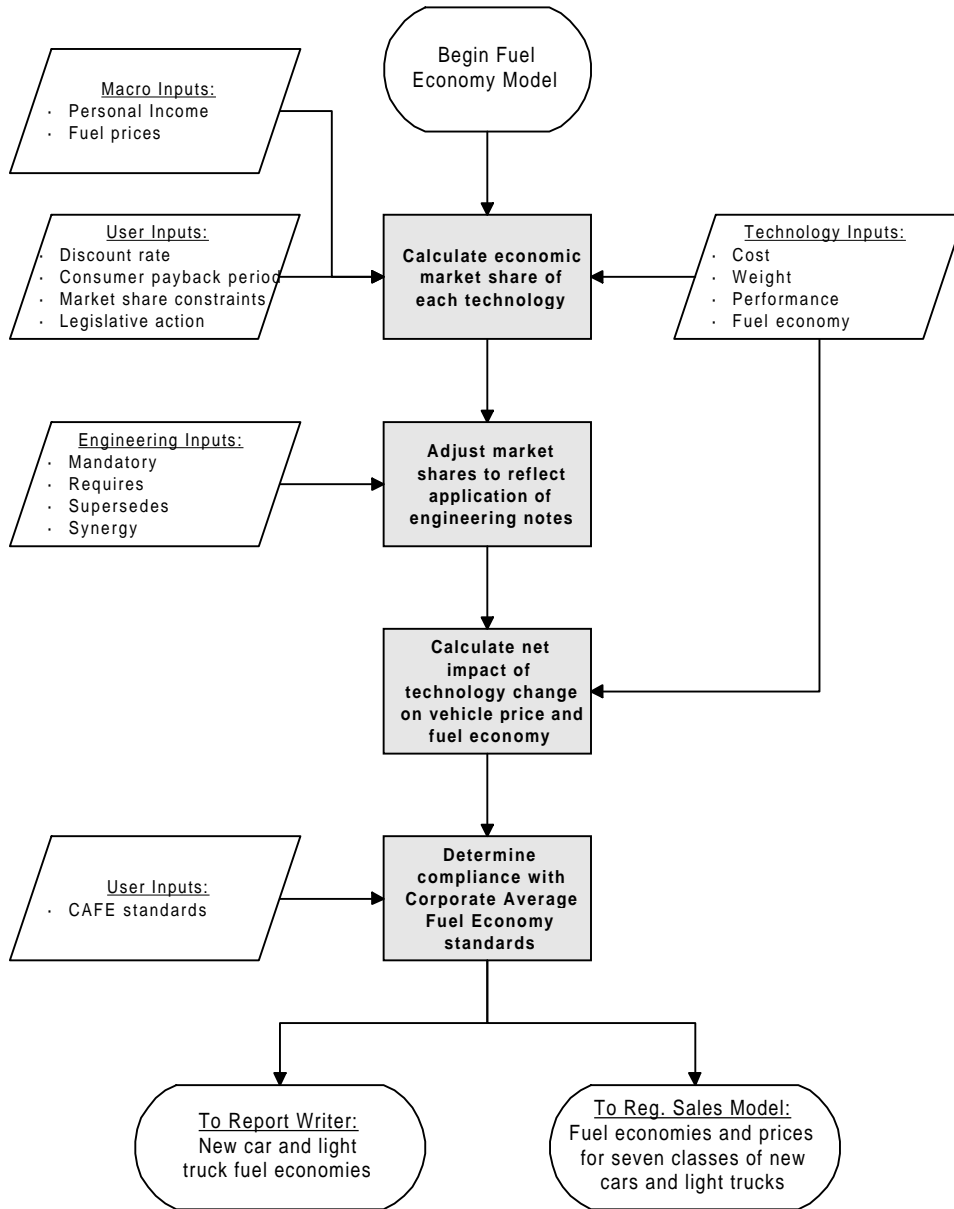 Begin Fuel
Economy Model
Macro Inputs:
· Personal Income
· Fuel prices
User Inputs:
· Discount rate
· Consumer payback period
· Market share constraints
· Legislative action
Calculate economic
market share of
each technology
Technology Inputs:
· Cost
· Weight
· Performance
· Fuel economy
Engineering Inputs:
· Mandatory
· Requires
· Supersedes
· Synergy
Adjust market
shares to reflect
application of
engineering notes
Calculate net
impact of
technology change
on vehicle price and
fuel economy
User Inputs:
· CAFE standards
Determine
compliance with
Corporate Average
Fuel Economy
standards
To Report Writer:
New car and light
truck fuel economies
To Reg. Sales Model:
Fuel economies and prices
for seven classes of new
cars and light trucks